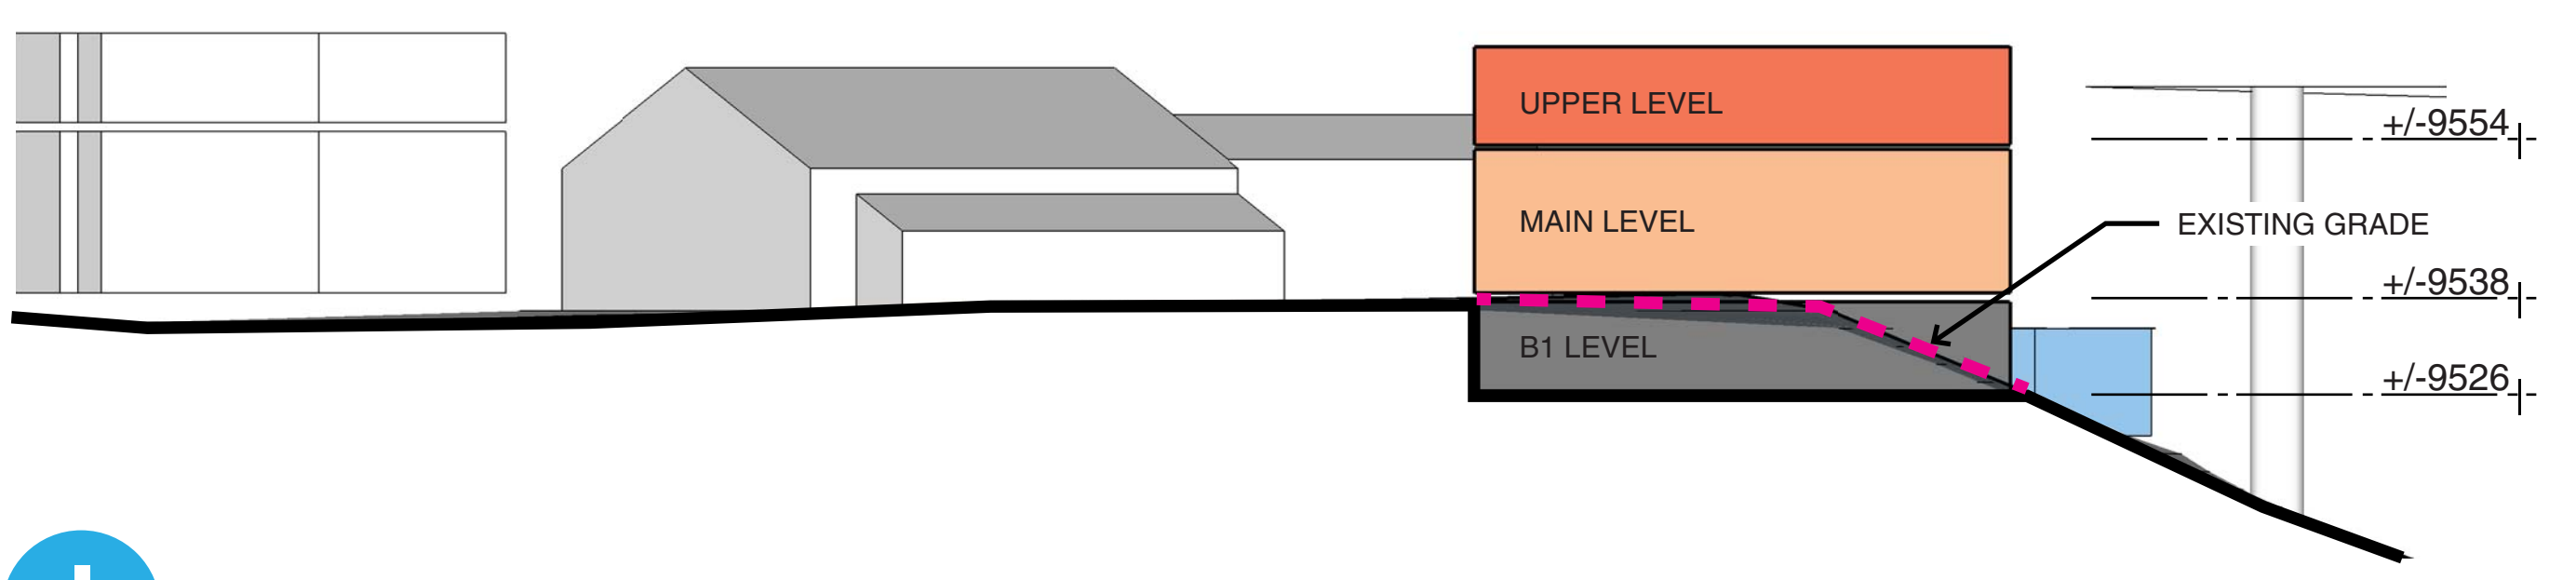 UPPER LEVEL
+/-9554
MAIN LEVEL
EXISTING GRADE
+/-9538
B1 LEVEL
+/-9526